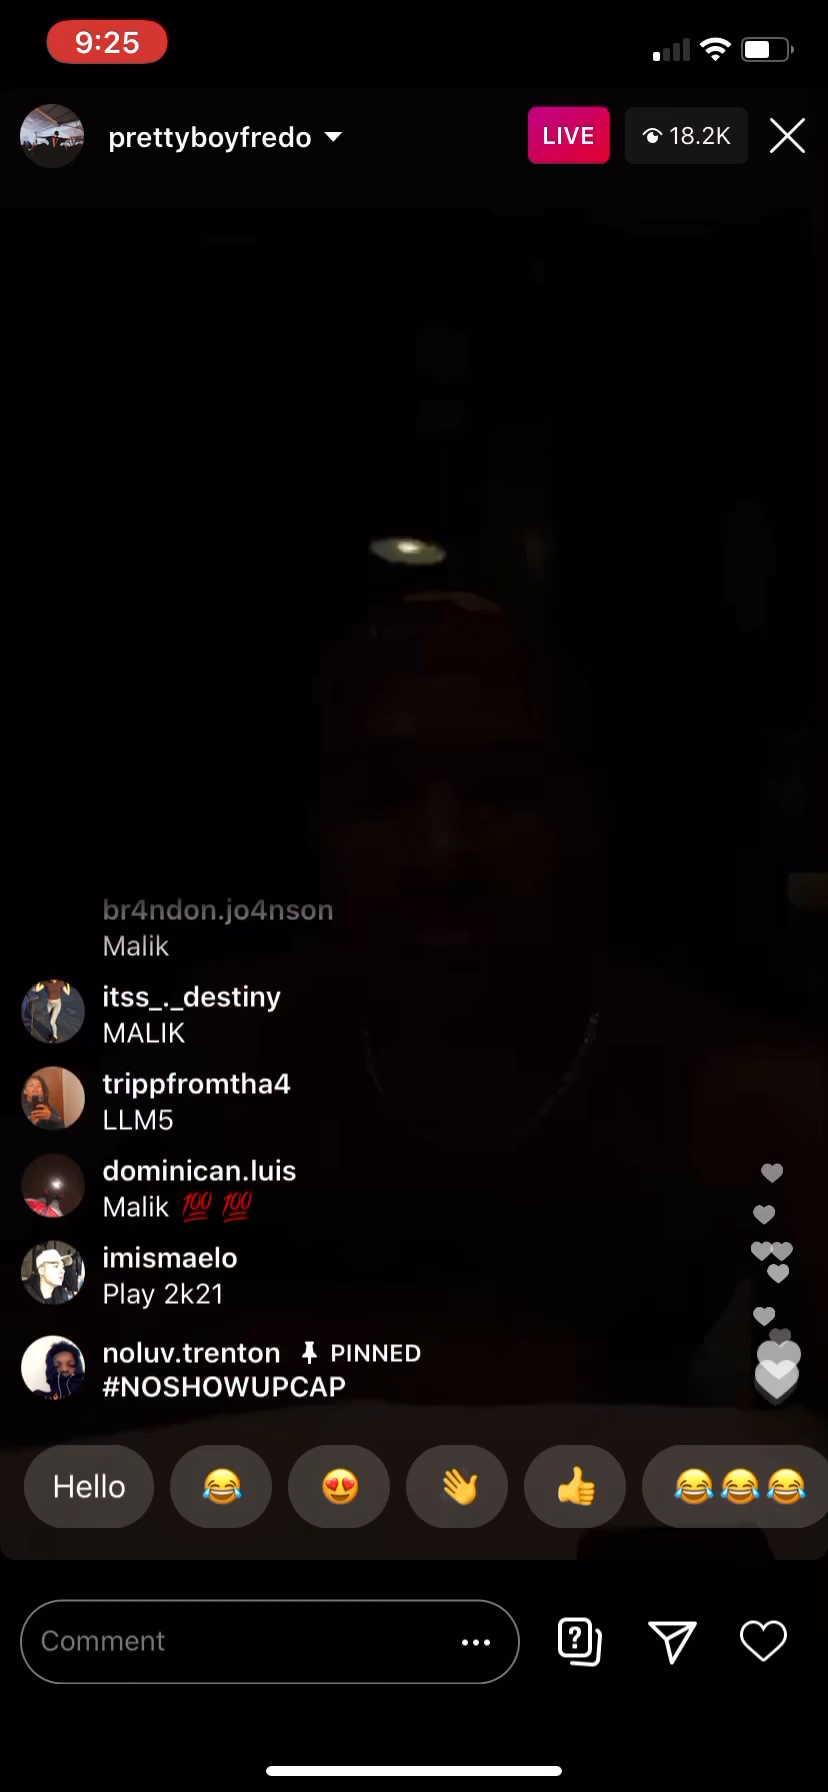 9:25
prettyboyfredo
LIVE
18.2K
br4ndon.jo4nson
Malik
itss_._destiny
MALIK
trippfromtha4
LLM5
dominican.luis
Malik 💯 💯
imismaelo
Play 2k21
noluv.trenton PINNED
#NOSHOWUPCAP
Hello
Comment